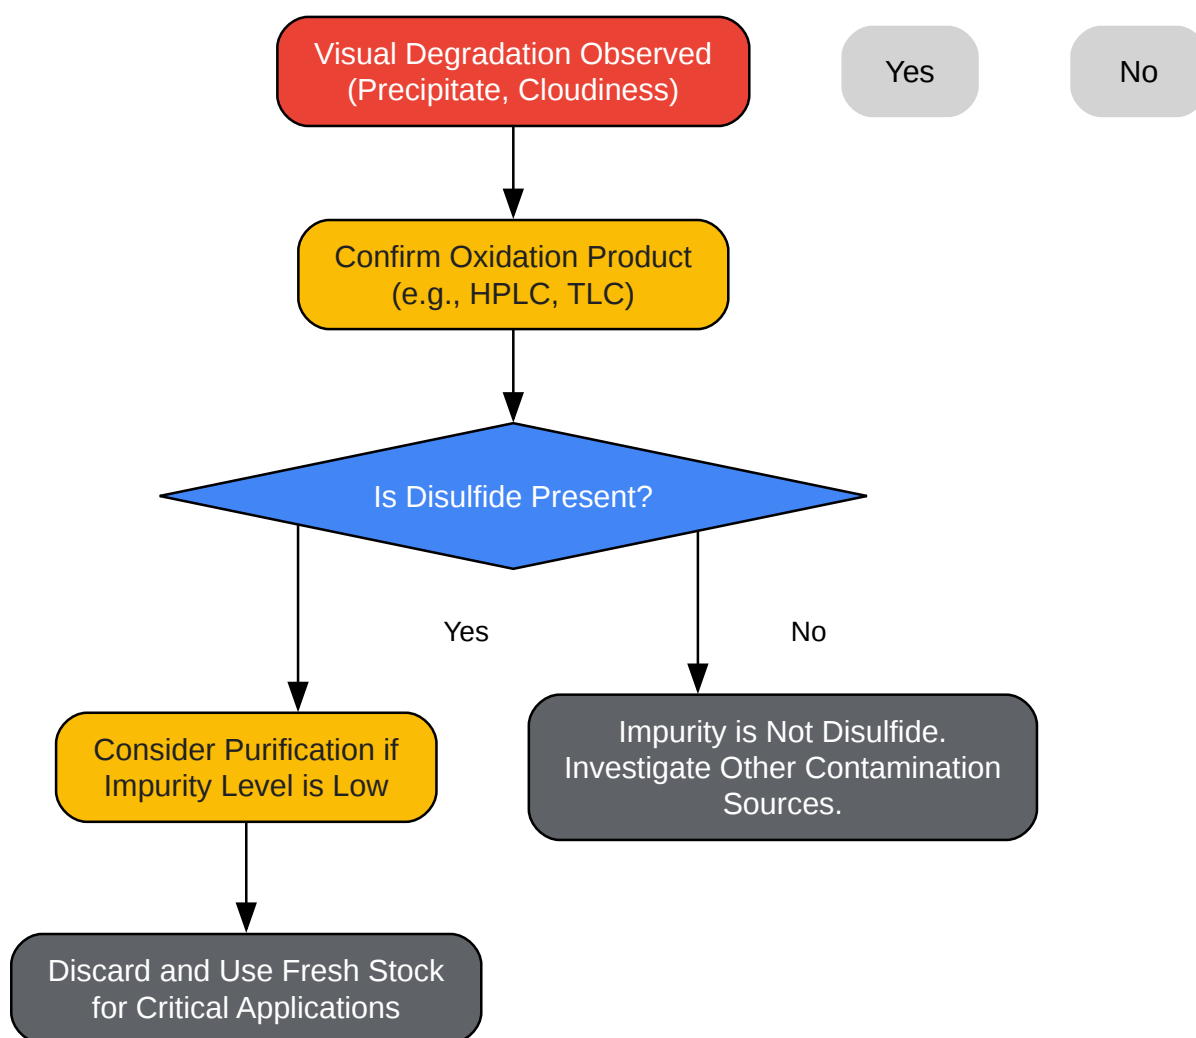 Visual Degradation Observed
(Precipitate, Cloudiness)
Yes
No
Confirm Oxidation Product
(e.g., HPLC, TLC)
Is Disulfide Present?
Yes
No
Consider Purification if
Impurity Level is Low
Impurity is Not Disulfide.
Investigate Other Contamination
Sources.
Discard and Use Fresh Stock
for Critical Applications